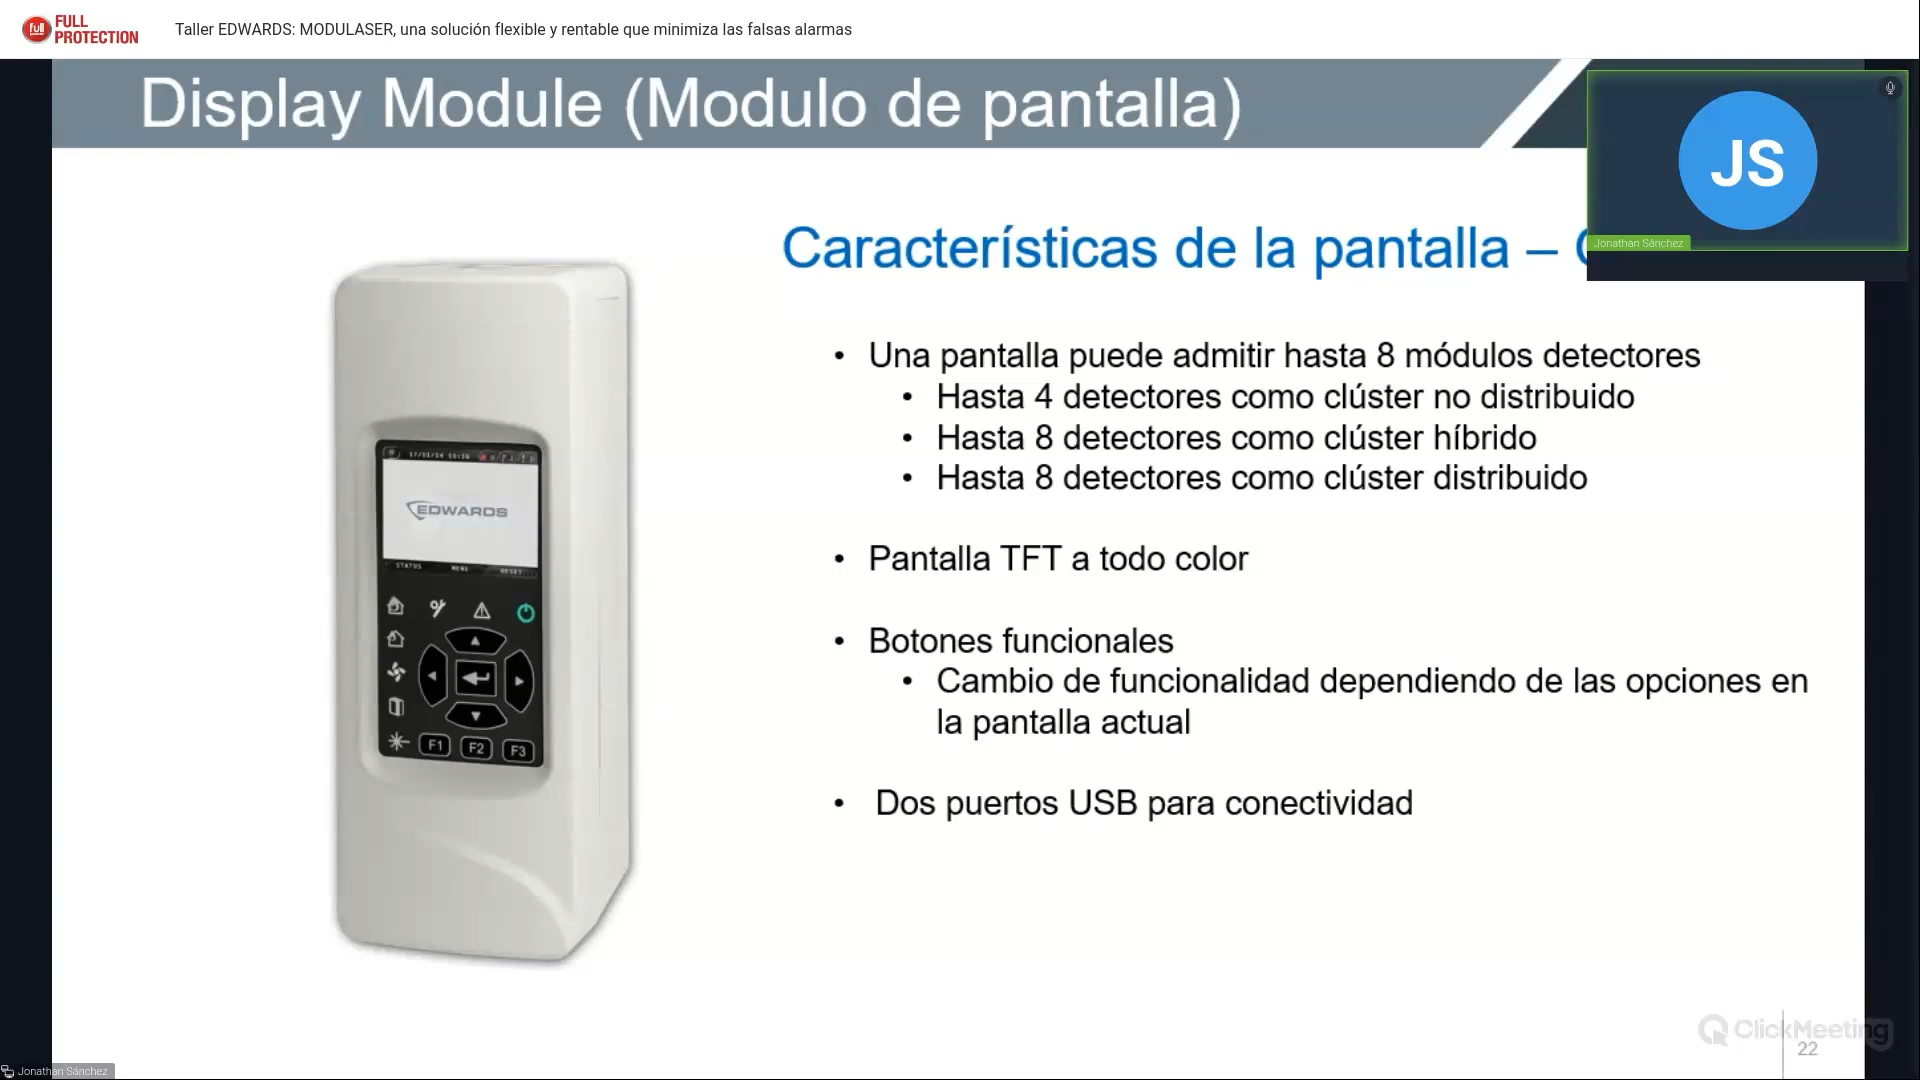 full
FULL
PROTECTION
Taller EDWARDS: MODULASER, una solución flexible y rentable que minimiza las falsas alarmas
Display Module (Modulo de pantalla)
JS
Jonathan Sánchez
Características de la pantalla –
• Una pantalla puede admitir hasta 8 módulos detectores
• Hasta 4 detectores como clúster no distribuido
• Hasta 8 detectores como clúster híbrido
• Hasta 8 detectores como clúster distribuido
• Pantalla TFT a todo color
• Botones funcionales
• Cambio de funcionalidad dependiendo de las opciones en
la pantalla actual
• Dos puertos USB para conectividad
EDWARDS
STATUS MENU RESET
F1 F2 F3
ClickMeeting
22
Jonathan Sánchez